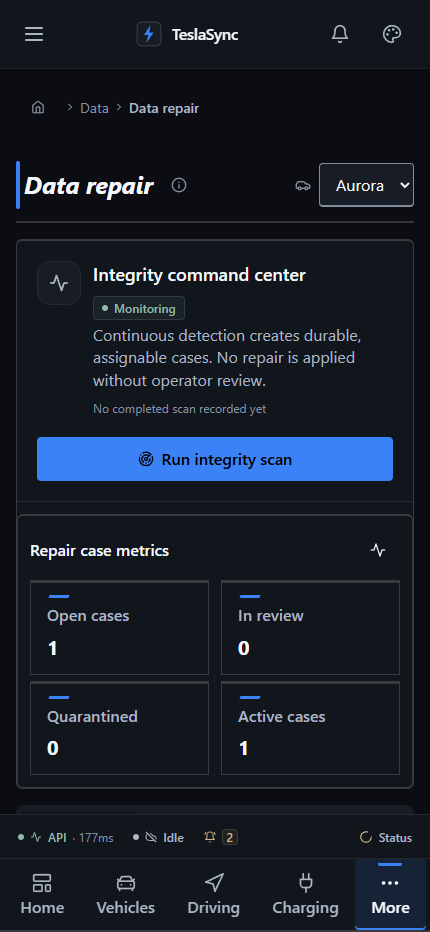 TeslaSync
Data
Data repair
Data repair
Aurora
Integrity command center
Monitoring
Continuous detection creates durable,
assignable cases. No repair is applied
without operator review.
No completed scan recorded yet
Run integrity scan
Repair case metrics
Open cases
1
In review
0
Quarantined
0
Active cases
1
API · 177ms
Idle
2
Status
Home
Vehicles
Driving
Charging
More